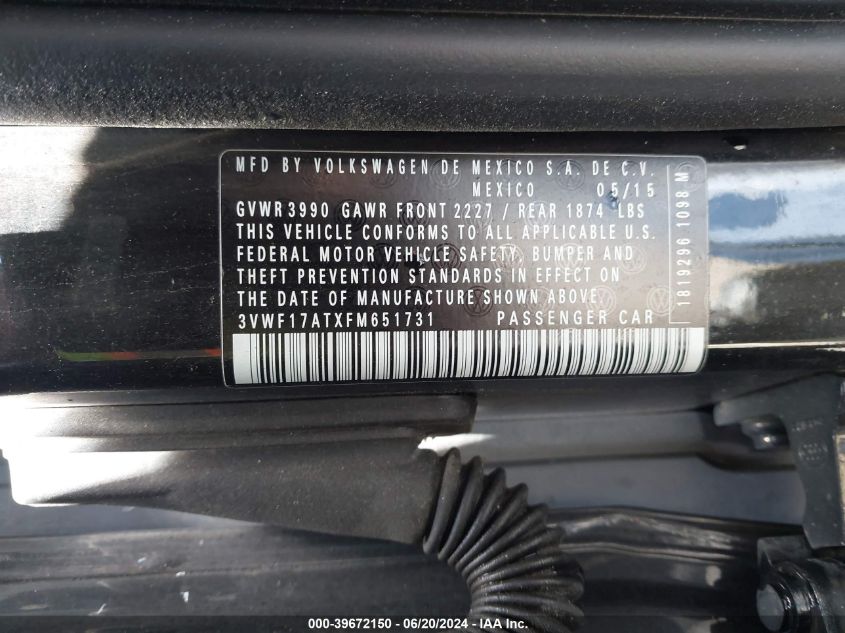 MFD BY VOLKSWAGEN DE MEXICO S.A. DE C.V.
MEXICO 05/15
GVWR 3990 GAWR FRONT 2227 / REAR 1874 LBS
THIS VEHICLE CONFORMS TO ALL APPLICABLE U.S.
FEDERAL MOTOR VEHICLE SAFETY, BUMPER AND
THEFT PREVENTION STANDARDS IN EFFECT ON
THE DATE OF MANUFACTURE SHOWN ABOVE.
3VWF17ATXFM651731 PASSENGER CAR
1819296 1098 M
000-39672150 - 06/20/2024 - IAA Inc.